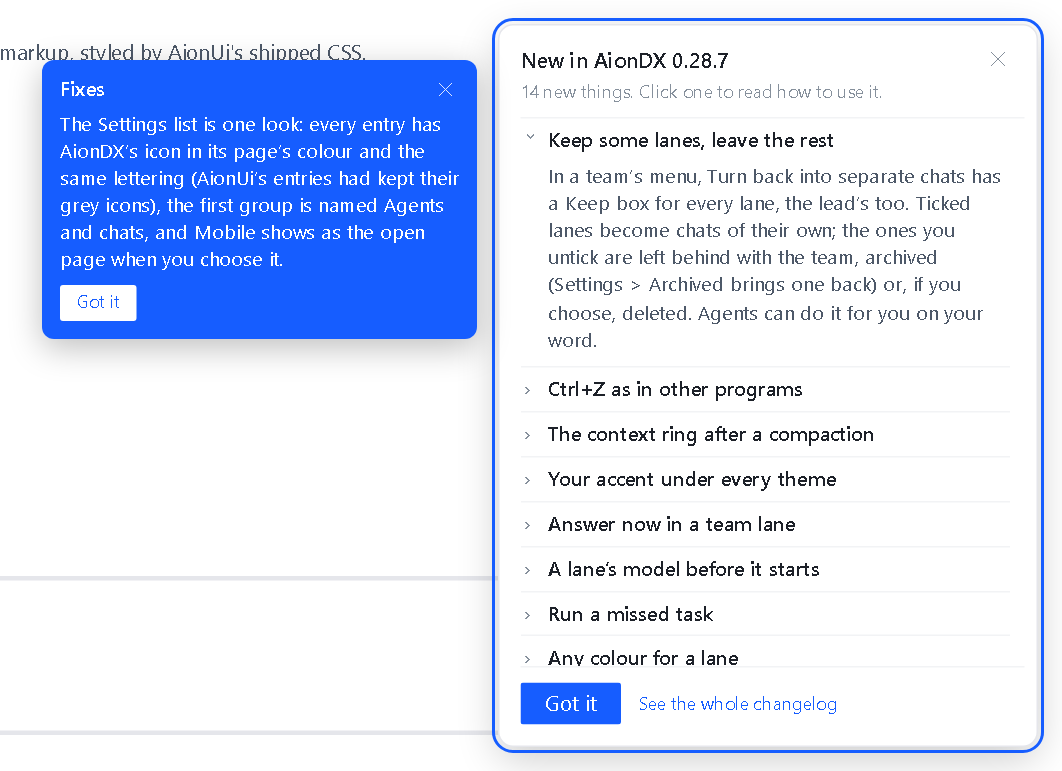 markup, styled by AionUi's shipped CSS.
Fixes
The Settings list is one look: every entry has
AionDX's icon in its page's colour and the
same lettering (AionUi's entries had kept their
grey icons), the first group is named Agents
and chats, and Mobile shows as the open
page when you choose it.
Got it
New in AionDX 0.28.7
14 new things. Click one to read how to use it.
Keep some lanes, leave the rest
In a team's menu, Turn back into separate chats has
a Keep box for every lane, the lead's too. Ticked
lanes become chats of their own; the ones you
untick are left behind with the team, archived
(Settings > Archived brings one back) or, if you
choose, deleted. Agents can do it for you on your
word.
Ctrl+Z as in other programs
The context ring after a compaction
Your accent under every theme
Answer now in a team lane
A lane's model before it starts
Run a missed task
Any colour for a lane
Got it
See the whole changelog